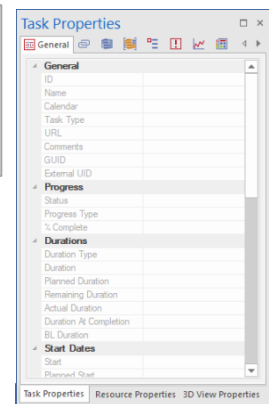 Task Properties
General
General
ID
Name
Calendar
Task Type
URL
Comments
GUID
External UID
Progress
Status
Progress Type
% Complete
Durations
Duration Type
Duration
Planned Duration
Remaining Duration
Actual Duration
Duration At Completion
BL Duration
Start Dates
Start
Planned Start
Task Properties Resource Properties 3D View Properties